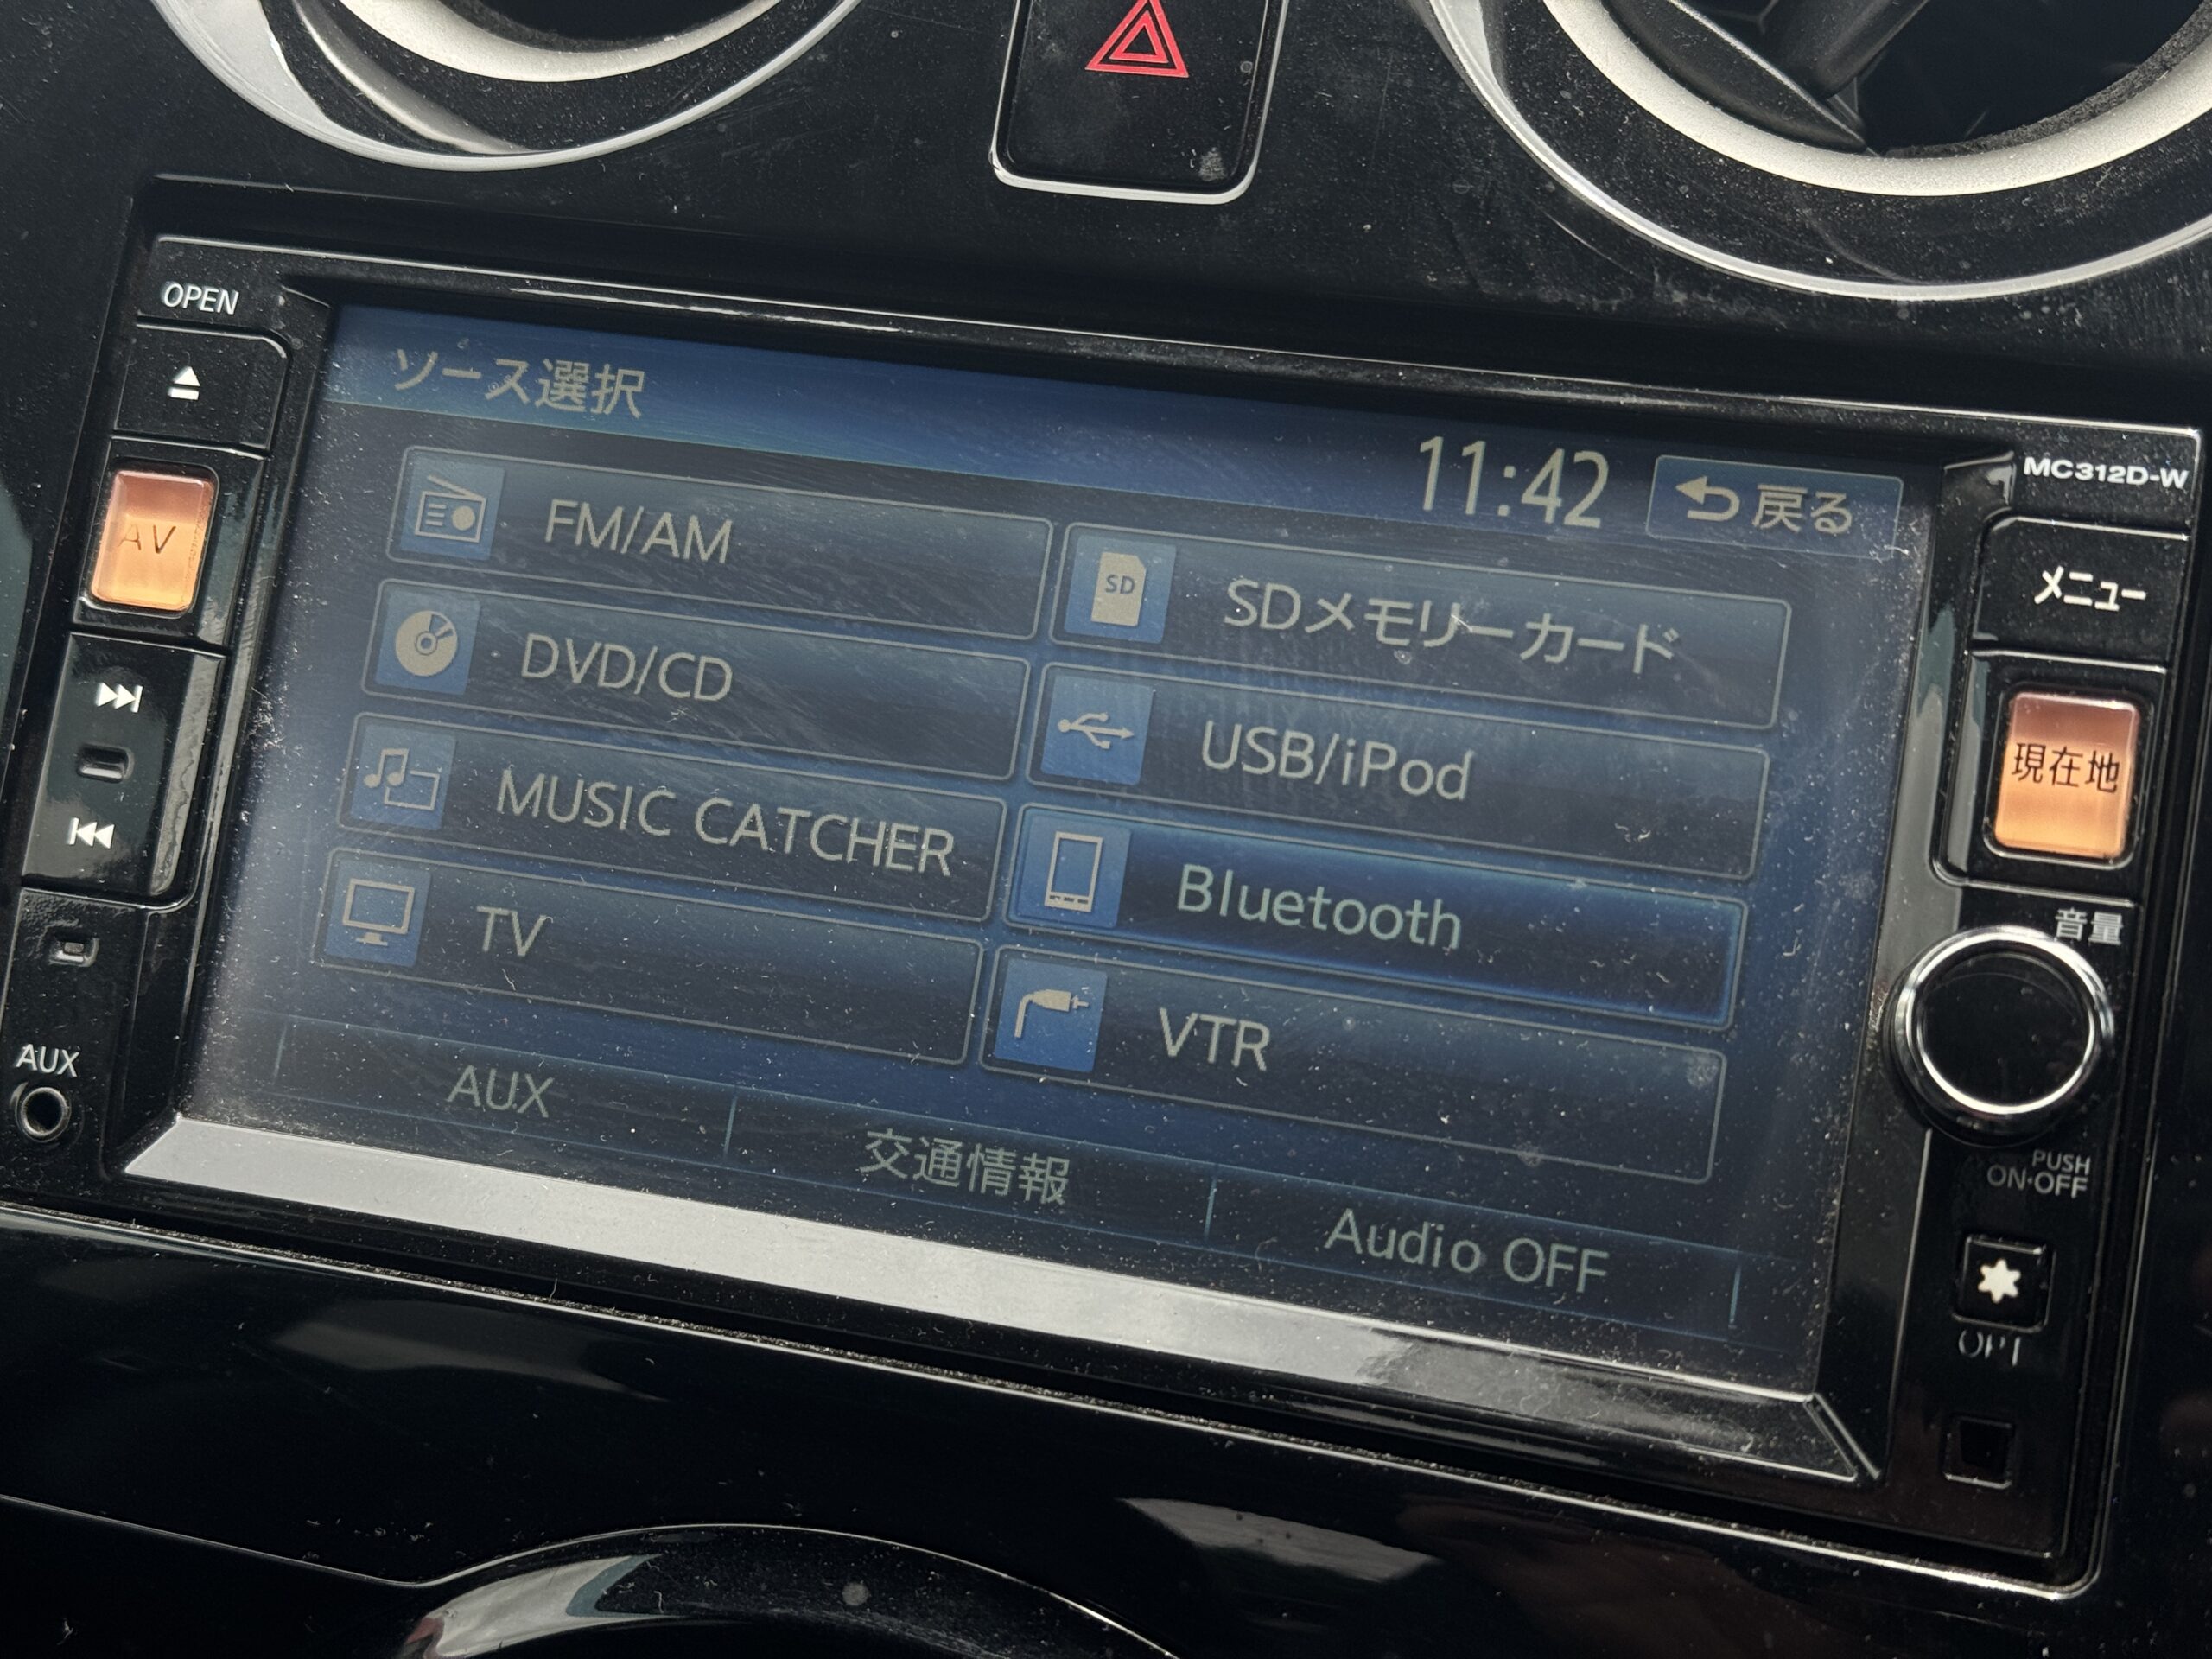 OPEN
AV
AUX
ソース選択
11:42
戻る
FM/AM
SD
SDメモリーカード
DVD/CD
USB/iPod
MUSIC CATCHER
Bluetooth
TV
VTR
AUX
交通情報
Audio OFF
MC312D-W
メニュー
現在地
音量
PUSH
ON・OFF
OPT